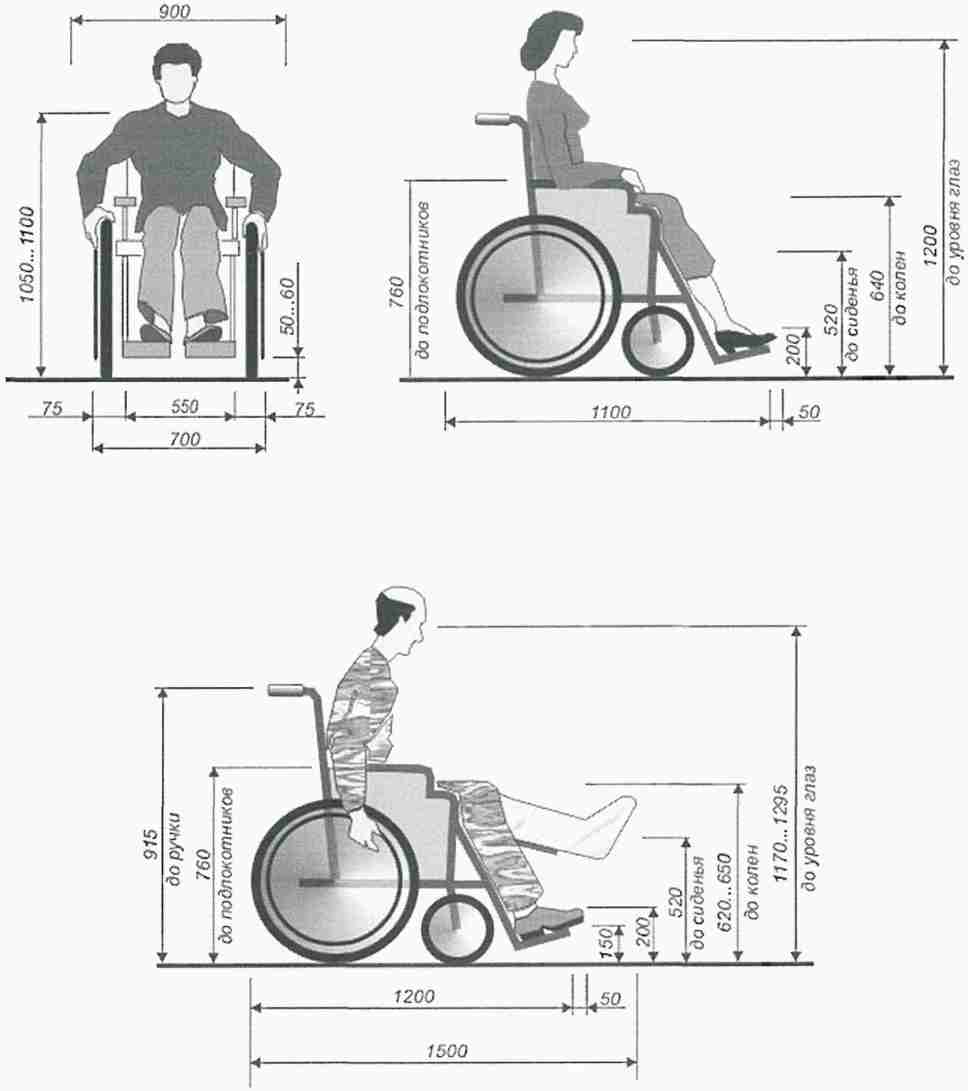 900
1050...1100
50...60
75
550
75
700
760
до подлокотников
200
520
до сиденья
640
до колен
1200
до уровня глаз
1100
50
915
до ручки
760
до подлокотников
150
200
520
до сиденья
620...650
до колен
1170...1295
до уровня глаз
1200
50
1500